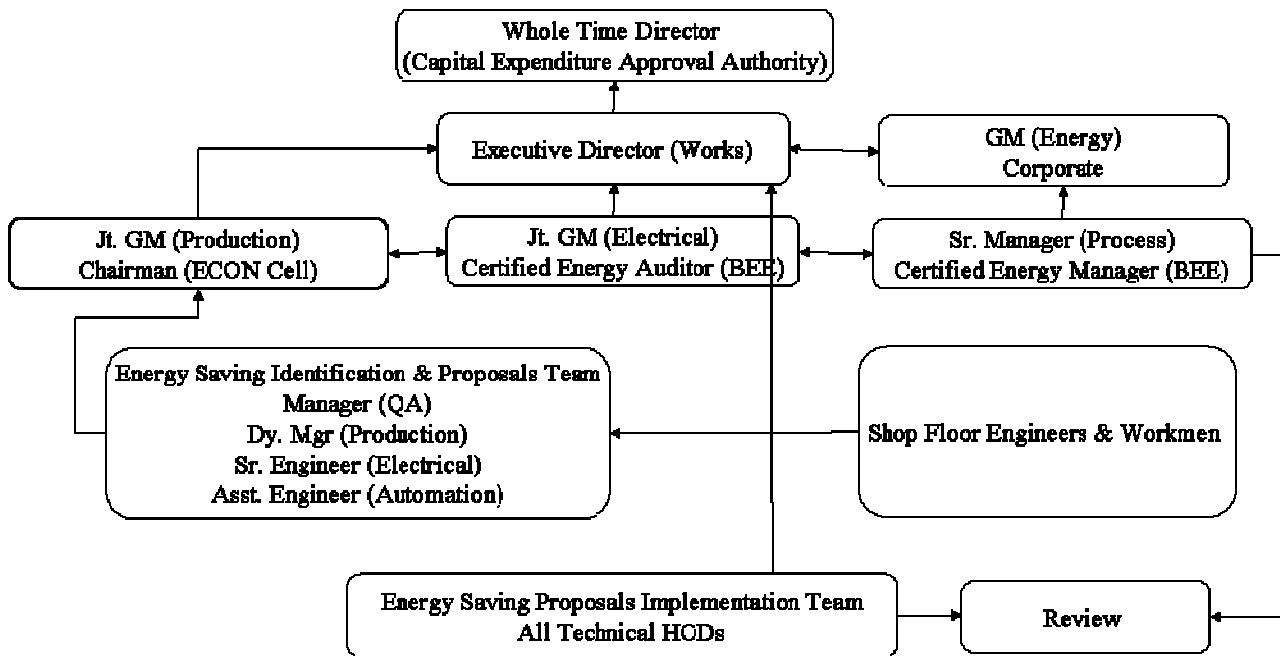 Whole Time Director
(Capital Expenditure Approval Authority)
Executive Director (Works)
GM (Energy)
Corporate
Jt. GM (Production)
Chairman (ECON Cell)
Jt. GM (Electrical)
Certified Energy Auditor (BEE)
Sr. Manager (Process)
Certified Energy Manager (BEE)
Energy Saving Identification & Proposals Team
Manager (QA)
Dy. Mgr (Production)
Sr. Engineer (Electrical)
Asst. Engineer (Automation)
Shop Floor Engineers & Workmen
Energy Saving Proposals Implementation Team
All Technical HODs
Review